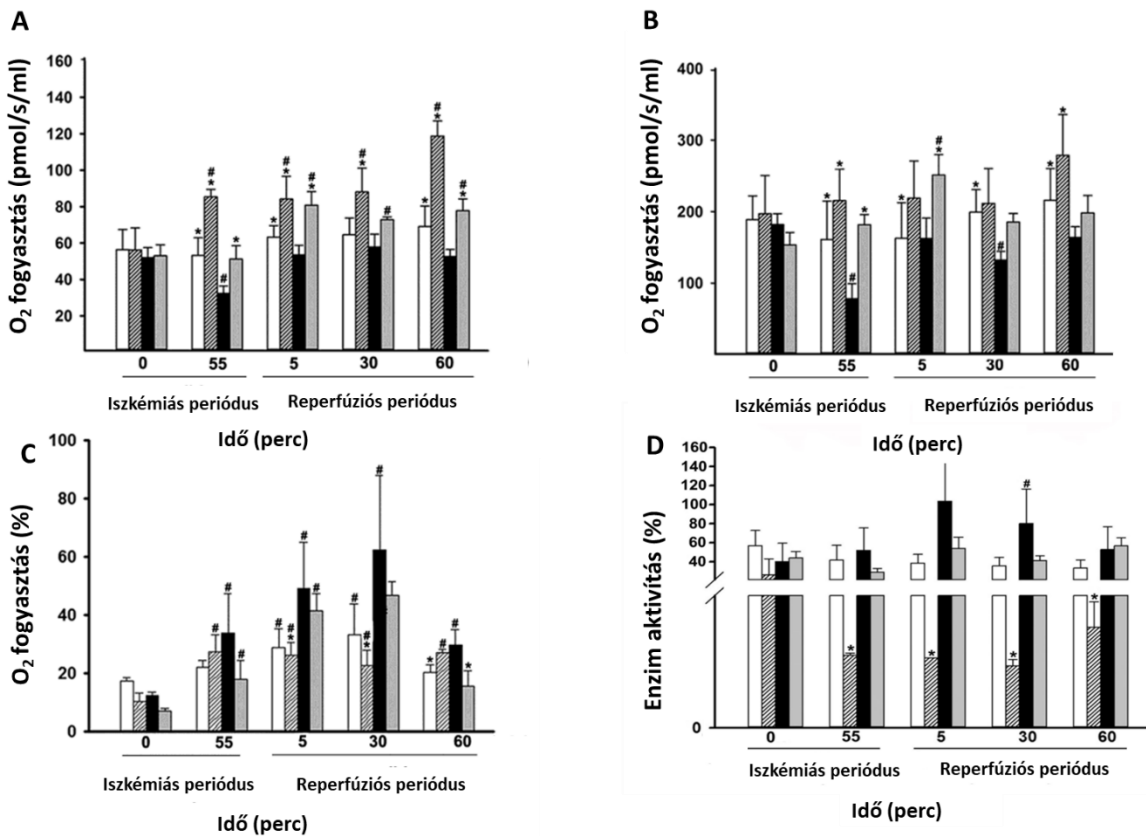 A
O₂ fogyasztás (pmol/s/ml)
160
140
120
100
80
60
40
20
0 55 5 30 60
Iszkémiás periódus Reperfúziós periódus
Idő (perc)
B
O₂ fogyasztás (pmol/s/ml)
400
300
200
100
0 55 5 30 60
Iszkémiás periódus Reperfúziós periódus
Idő (perc)
C
O₂ fogyasztás (%)
100
80
60
40
20
0
0 55 5 30 60
Iszkémiás periódus Reperfúziós periódus
Idő (perc)
D
Enzim aktivítás (%)
160
140
120
100
80
60
40
0
0 55 5 30 60
Iszkémiás periódus Reperfúziós periódus
Idő (perc)